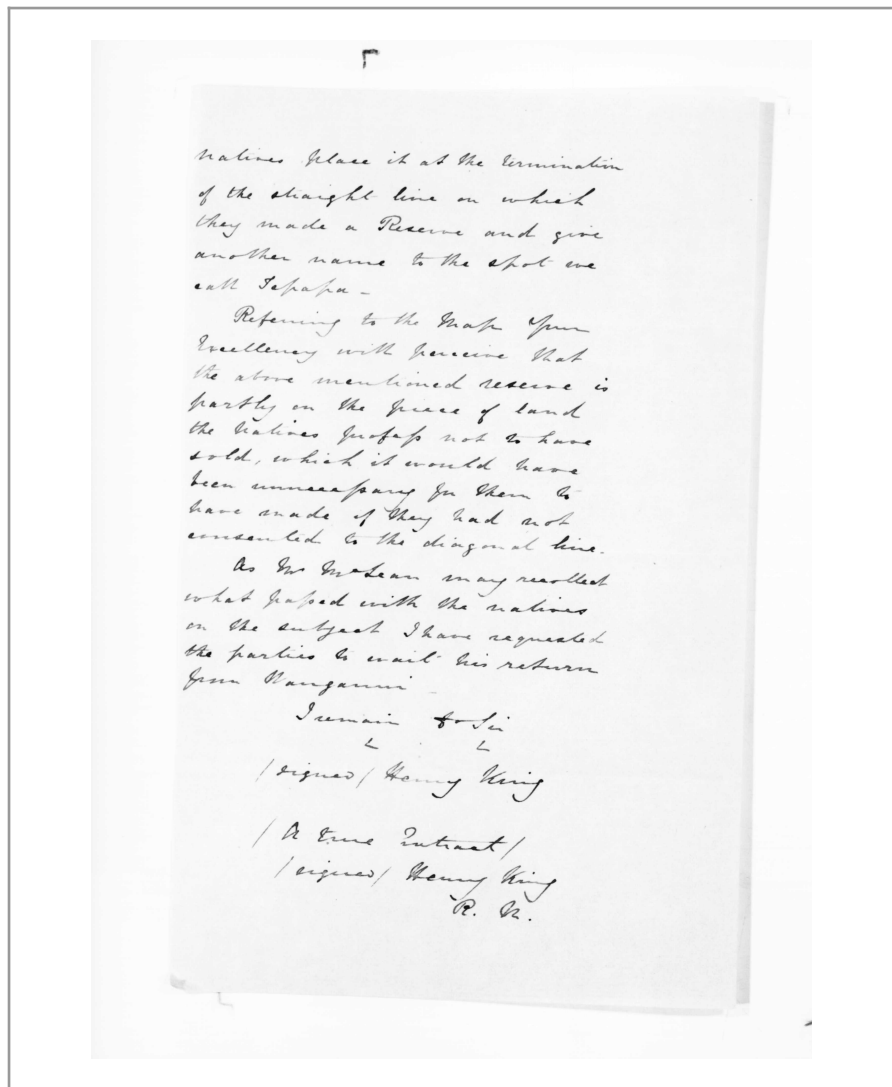 natives place it at the termination
of the straight line on which
they made a Reserve and give
another name to the spot we
call Tepapa -
Referring to the Map Your
Excellency will perceive that
the above mentioned reserve is
partly on the piece of land
the Natives profess not to have
sold, which it would have
been unnecessary for them to
have made if they had not
consented to the diagonal line.
As Mr McLean may recollect
what passed with the natives
on the subject I have requested
the parties to wait his return
from Wanganui -
I remain &c Sir
/signed/ Henry King
/A true Extract/
/signed/ Henry King
R. M.